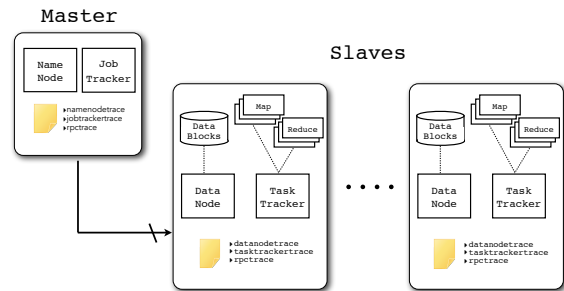 Master
Name
Node
Job
Tracker
namenodetrace
jobtrackertrace
rpctrace
Slaves
Data
Blocks
Map
Reduce
Data
Node
Task
Tracker
datanodetrace
tasktrackertrace
rpctrace
Data
Blocks
Map
Reduce
Data
Node
Task
Tracker
datanodetrace
tasktrackertrace
rpctrace